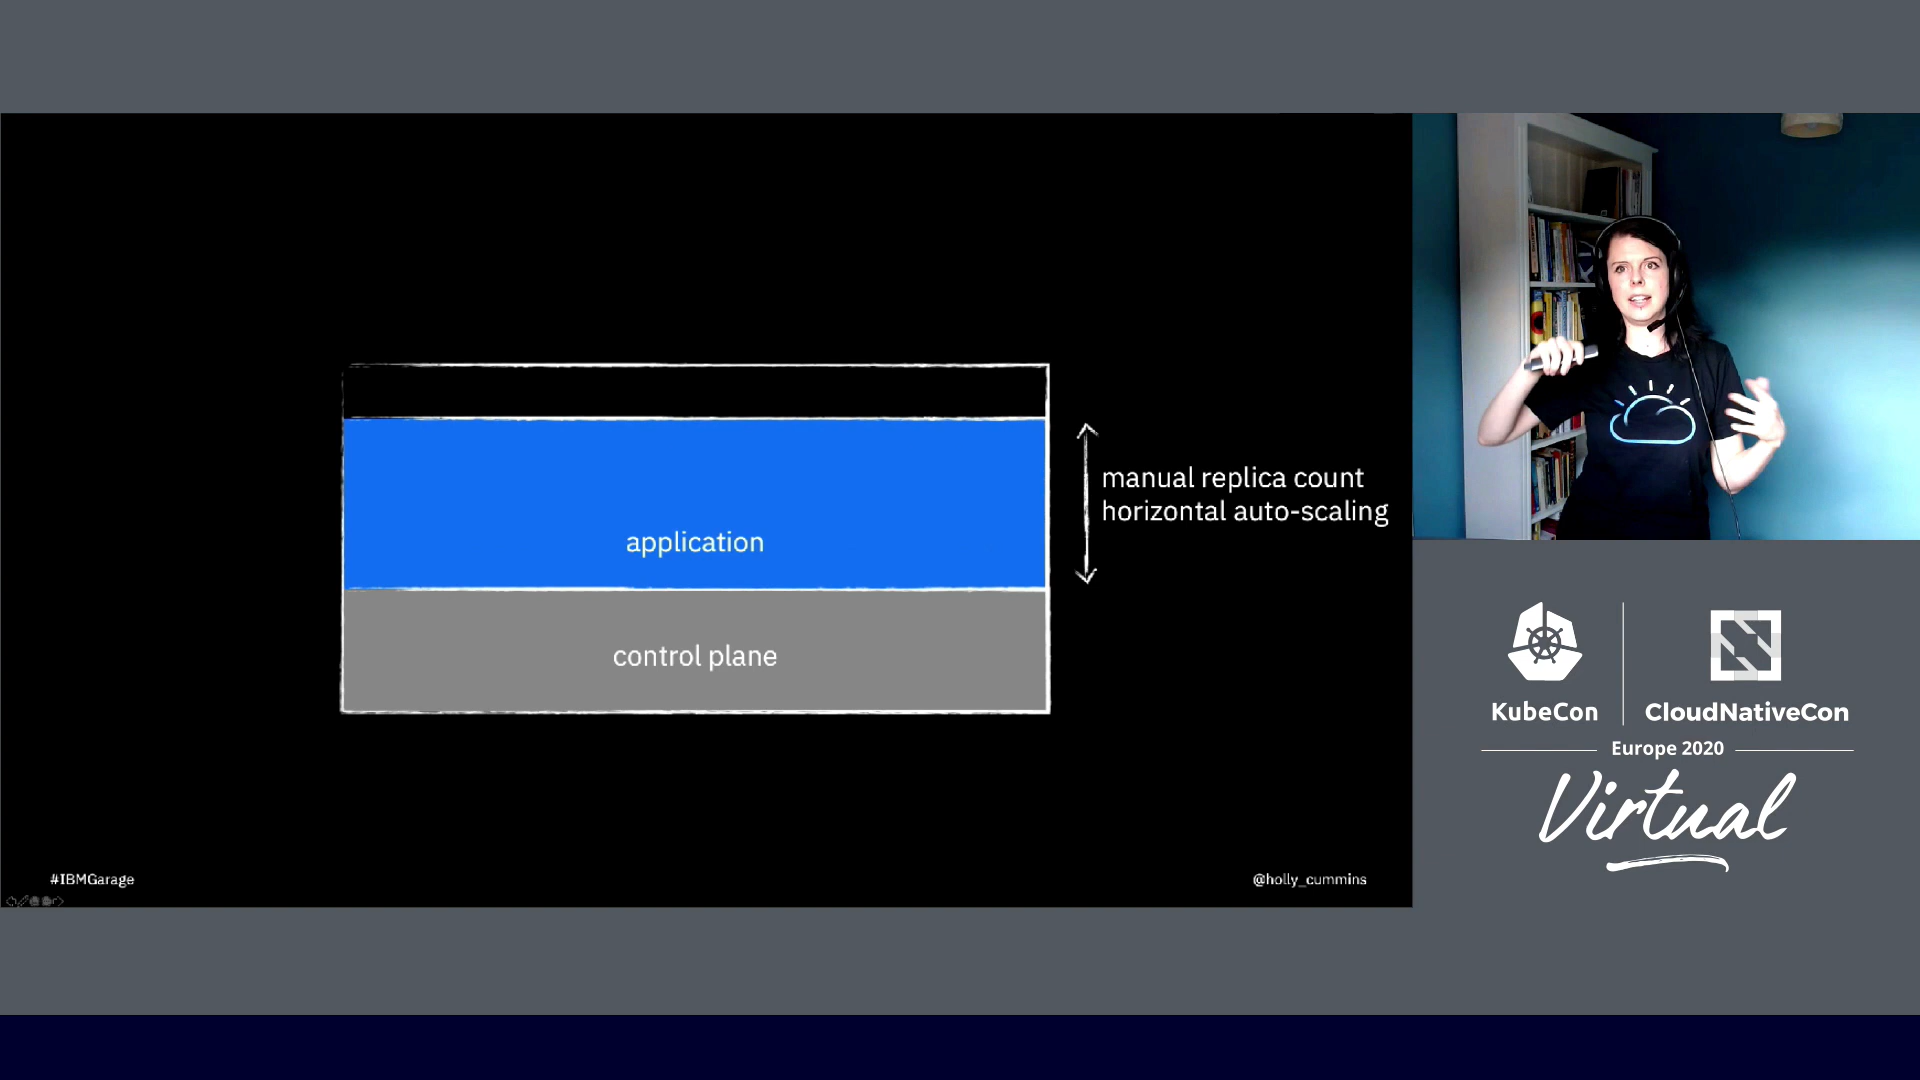 manual replica count
horizontal auto-scaling
application
control plane
#IBMGarage
@holly_cummins
KubeCon
CloudNativeCon
Europe 2020
Virtual